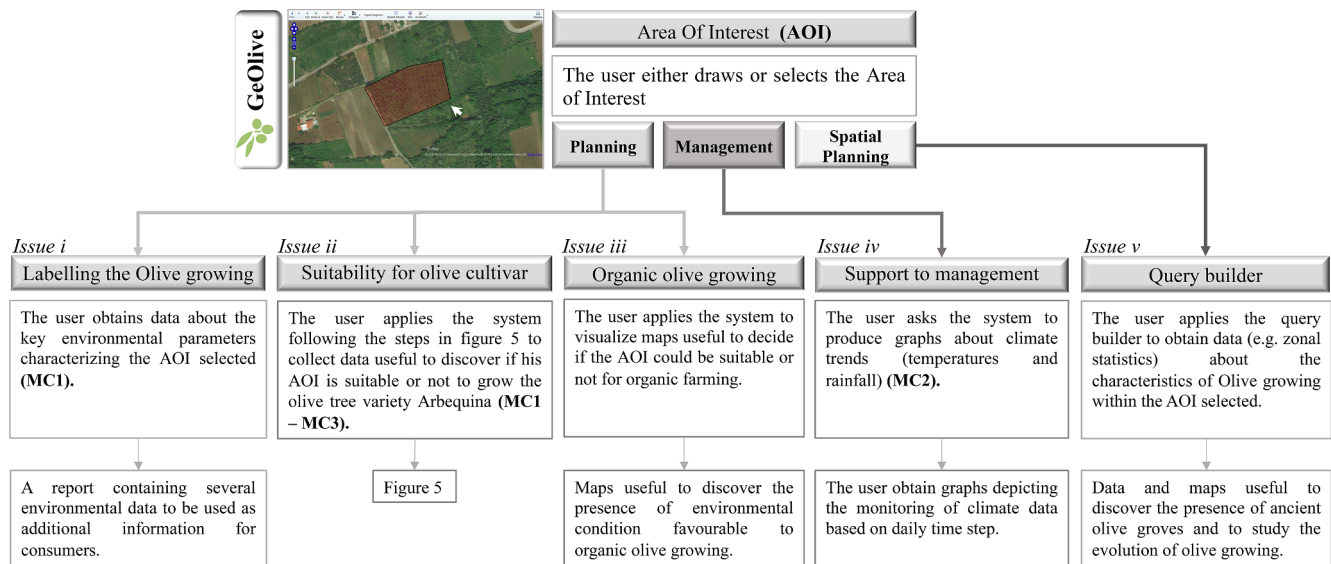 GeOlive
Area Of Interest (AOI)
The user either draws or selects the Area
of Interest
Planning
Management
Spatial
Planning
Issue i
Labelling the Olive growing
The user obtains data about the
key environmental parameters
characterizing the AOI selected
(MC1).
A report containing several
environmental data to be used as
additional information for
consumers.
Issue ii
Suitability for olive cultivar
The user applies the system
following the steps in figure 5 to
collect data useful to discover if his
AOI is suitable or not to grow the
olive tree variety Arbequina (MC1
– MC3).
Figure 5
Issue iii
Organic olive growing
The user applies the system to
visualize maps useful to decide
if the AOI could be suitable or
not for organic farming.
Maps useful to discover the
presence of environmental
condition favourable to
organic olive growing.
Issue iv
Support to management
The user asks the system to
produce graphs about climate
trends (temperatures and
rainfall) (MC2).
The user obtain graphs depicting
the monitoring of climate data
based on daily time step.
Issue v
Query builder
The user applies the query
builder to obtain data (e.g. zonal
statistics) about the
characteristics of Olive growing
within the AOI selected.
Data and maps useful to
discover the presence of ancient
olive groves and to study the
evolution of olive growing.